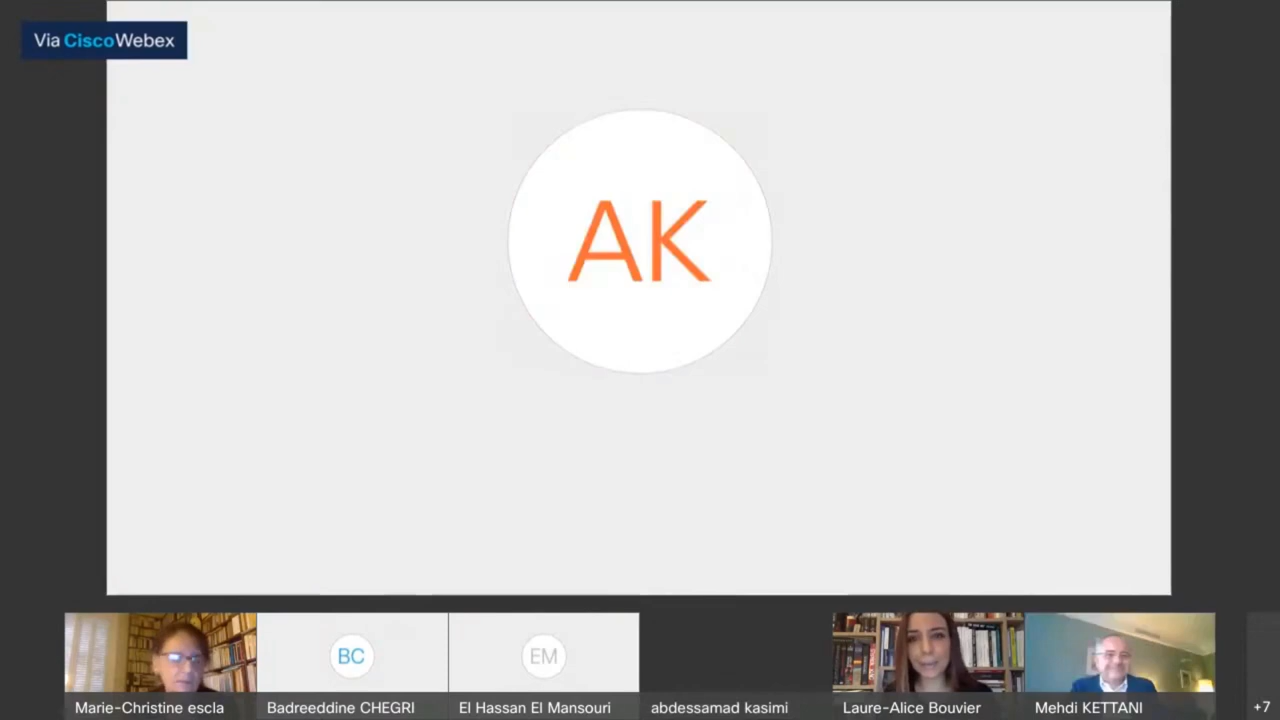 Via CiscoWebex
AK
BC
EM
Marie-Christine escla
Badreeddine CHEGRI
El Hassan El Mansouri
abdessamad kasimi
Laure-Alice Bouvier
Mehdi KETTANI
+7